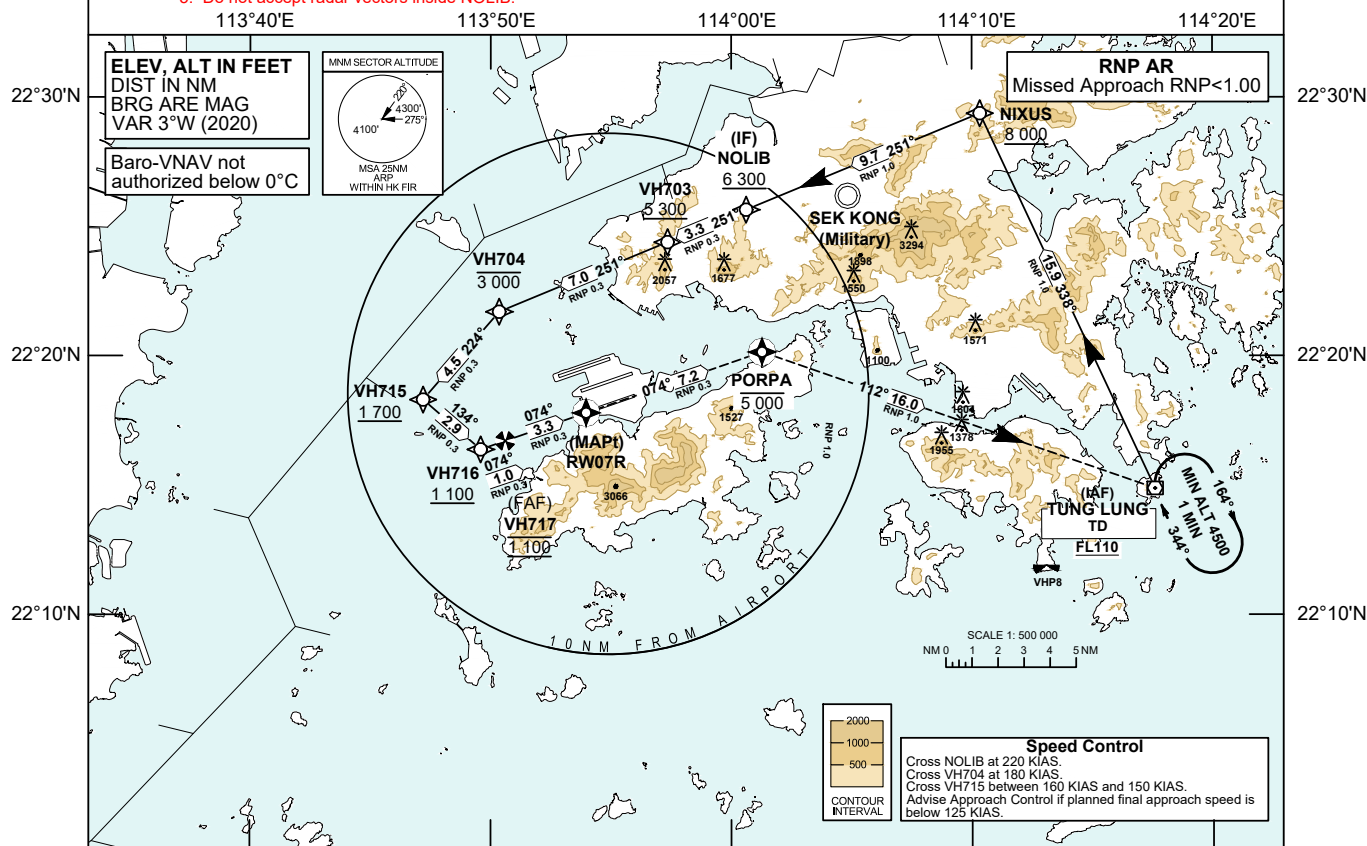 3. Do not accept radar vectors inside NOLIB.
113°40'E
113°50'E
114°00'E
114°10'E
114°20'E
22°30'N
22°30'N
ELEV, ALT IN FEET
DIST IN NM
BRG ARE MAG
VAR 3°W (2020)
Baro-VNAV not
authorized below 0°C
MNM SECTOR ALTITUDE
220°
4300'
275°
4100'
MSA 25NM
ARP
WITHIN HK FIR
RNP AR
Missed Approach RNP<1.00
NIXUS
8 000
(IF)
NOLIB
6 300
9.7 251°
RNP 1.0
VH703
5 300
3.3 251°
RNP 0.3
SEK KONG
(Military)
3294
1898
1550
2057
1677
VH704
3 000
7.0 251°
RNP 0.3
15.9 338°
RNP 1.0
1571
22°20'N
22°20'N
4.5 224°
RNP 0.3
1100
PORPA
5 000
074° 7.2
RNP 0.3
112° 16.0
RNP 1.0
VH715
1 700
134°
2.9
RNP 0.3
074°
3.3
RNP 0.3
1527
1604
1378
1955
RNP 1.0
(MAPt)
RW07R
VH716
1 100
074°
1.0
RNP 0.3
3066
(FAF)
VH717
1 100
(IAF)
TUNG LUNG
TD
FL110
164°
MIN ALT 4500
1 MIN
344°
VHP8
22°10'N
22°10'N
10NM FROM AIRPORT
SCALE 1: 500 000
NM 0 1 2 3 4 5 NM
2000
1000
500
CONTOUR
INTERVAL
Speed Control
Cross NOLIB at 220 KIAS.
Cross VH704 at 180 KIAS.
Cross VH715 between 160 KIAS and 150 KIAS.
Advise Approach Control if planned final approach speed is
below 125 KIAS.